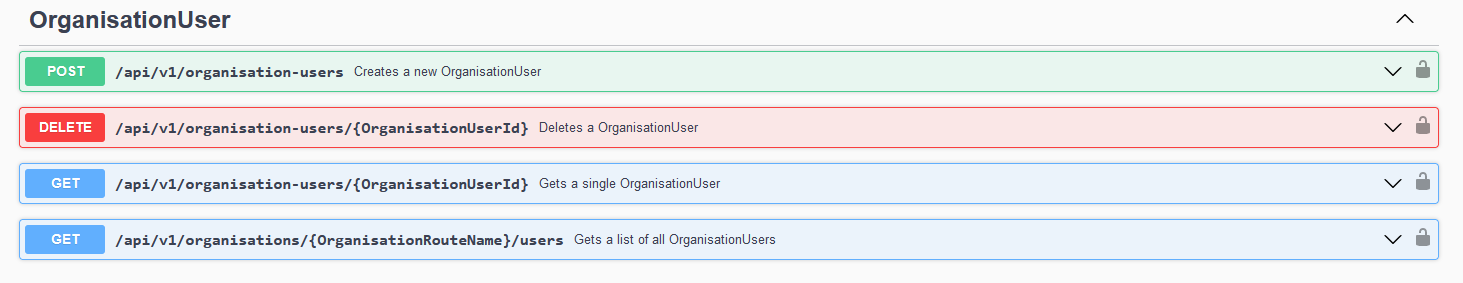 OrganisationUser
POST /api/v1/organisation-users Creates a new OrganisationUser
DELETE /api/v1/organisation-users/{OrganisationUserId} Deletes a OrganisationUser
GET /api/v1/organisation-users/{OrganisationUserId} Gets a single OrganisationUser
GET /api/v1/organisations/{OrganisationRouteName}/users Gets a list of all OrganisationUsers